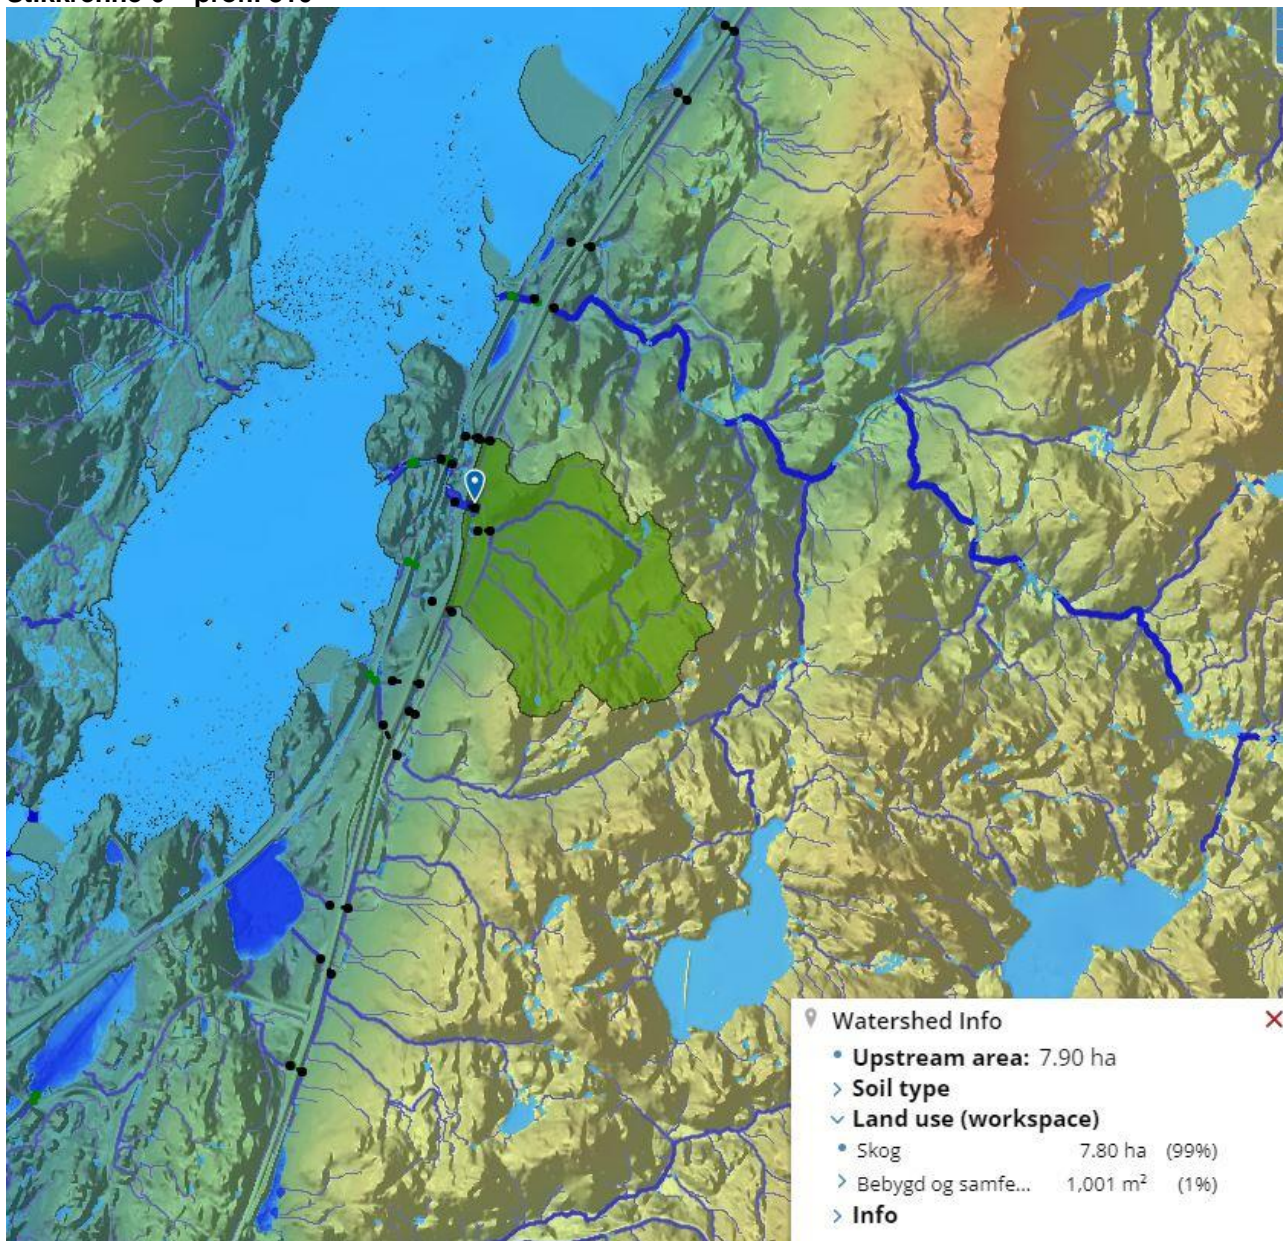 Watershed Info
Upstream area: 7.90 ha
Soil type
Land use (workspace)
Skog 7.80 ha (99%)
Bebygd og samfe... 1,001 m² (1%)
Info